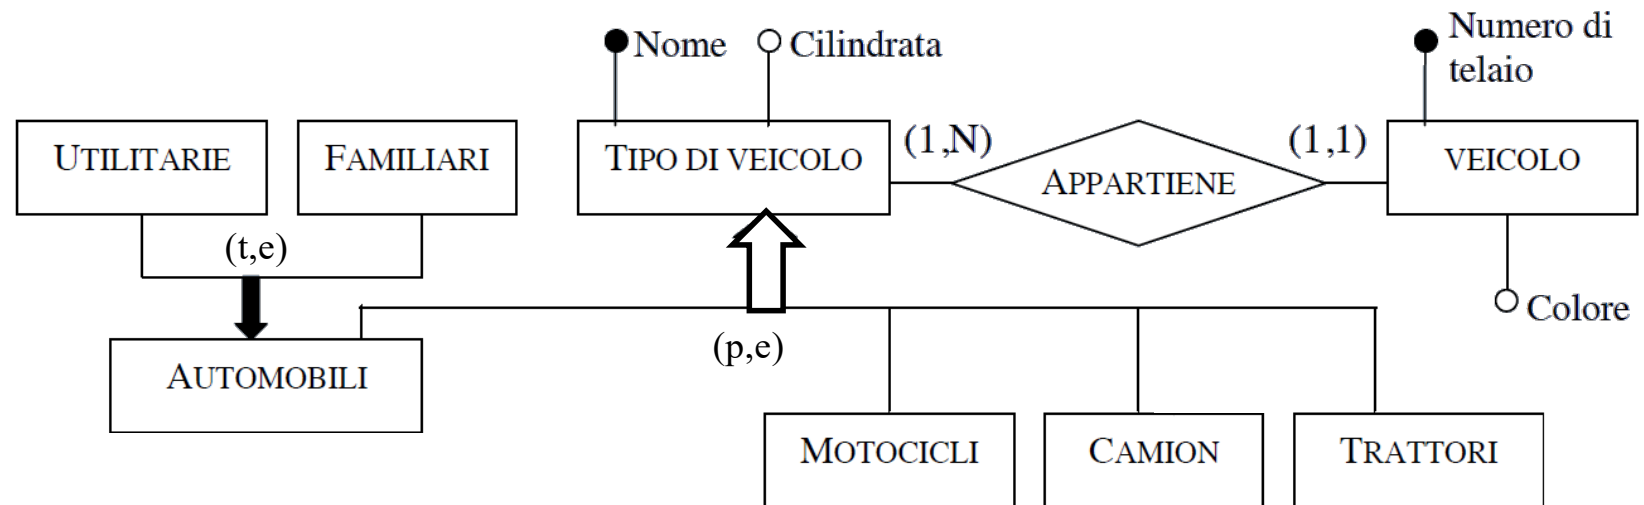 Nome
Cilindrata
Numero di
telaio
UTILITARIE
FAMILIARI
TIPO DI VEICOLO
(1,N)
APPARTIENE
(1,1)
VEICOLO
(t,e)
Colore
(p,e)
AUTOMOBILI
MOTOCICLI
CAMION
TRATTORI